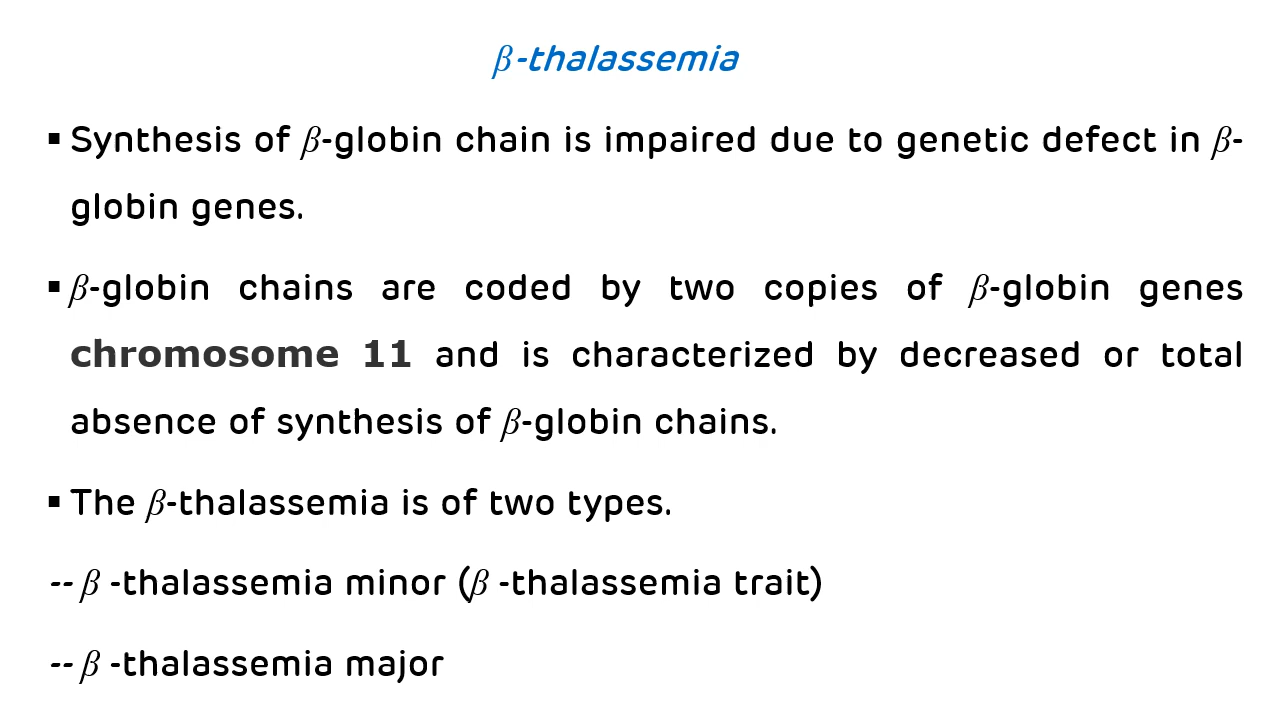 β-thalassemia
▪ Synthesis of β-globin chain is impaired due to genetic defect in β-
globin genes.
▪ β-globin chains are coded by two copies of β-globin genes
chromosome 11 and is characterized by decreased or total
absence of synthesis of β-globin chains.
▪ The β-thalassemia is of two types.
-- β -thalassemia minor (β -thalassemia trait)
-- β -thalassemia major